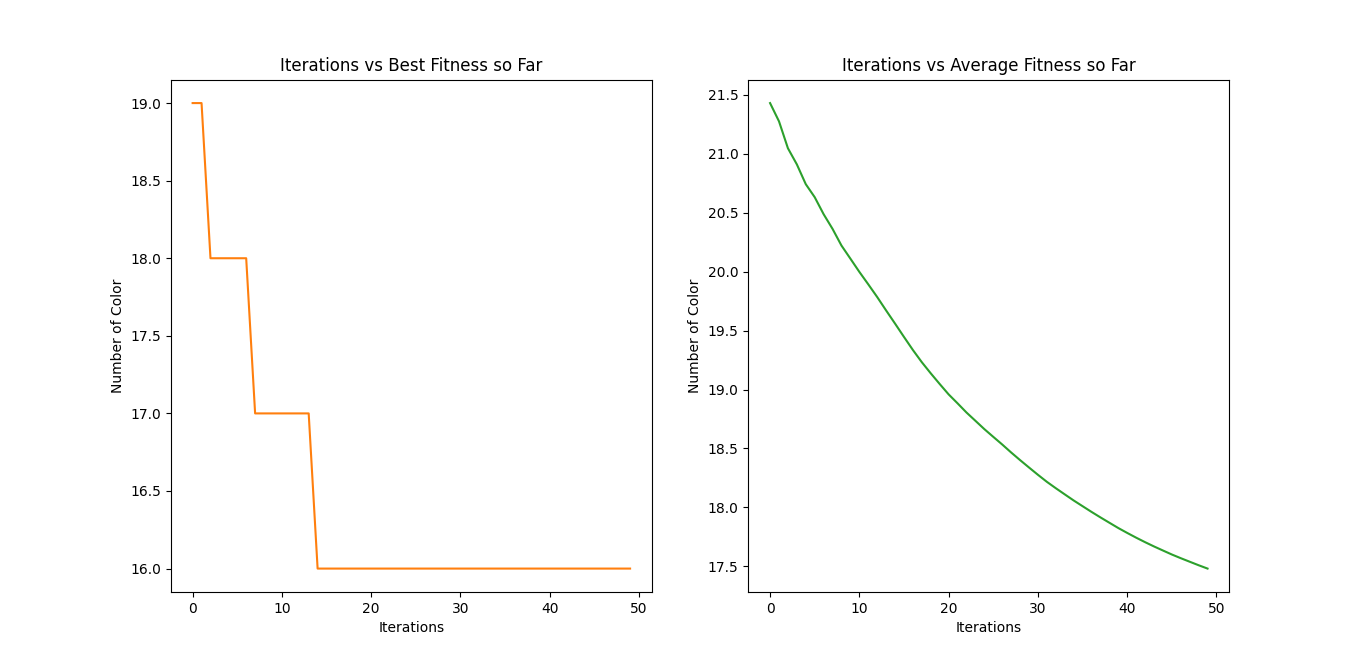 Iterations vs Best Fitness so Far
19.0
18.5
18.0
17.5
17.0
16.5
16.0
Number of Color
0 10 20 30 40 50
Iterations
Iterations vs Average Fitness so Far
21.5
21.0
20.5
20.0
19.5
19.0
18.5
18.0
17.5
Number of Color
0 10 20 30 40 50
Iterations